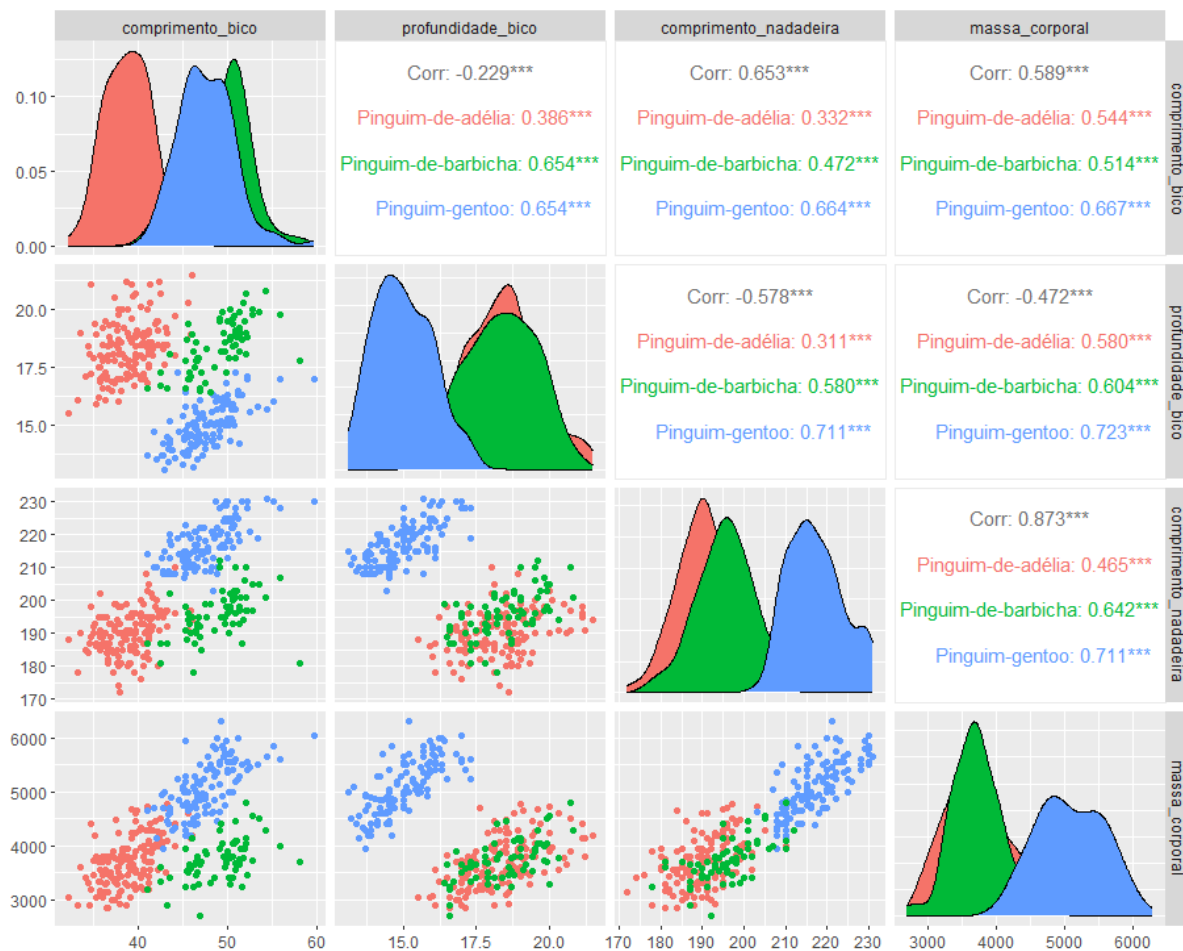 comprimento_bico profundidade_bico comprimento_nadadeira massa_corporal
Corr: -0.229*** Corr: 0.653*** Corr: 0.589***
0.10
Pinguim-de-adélia: 0.386*** Pinguim-de-adélia: 0.332*** Pinguim-de-adélia: 0.544***
0.05
Pinguim-de-barbicha: 0.654*** Pinguim-de-barbicha: 0.472*** Pinguim-de-barbicha: 0.514***
Pinguim-gentoo: 0.654*** Pinguim-gentoo: 0.664*** Pinguim-gentoo: 0.667***
0.00
comprimento_bico
Corr: -0.578*** Corr: -0.472***
20.0
Pinguim-de-adélia: 0.311*** Pinguim-de-adélia: 0.580***
17.5
Pinguim-de-barbicha: 0.580*** Pinguim-de-barbicha: 0.604***
15.0
Pinguim-gentoo: 0.711*** Pinguim-gentoo: 0.723***
profundidade_bico
230
Corr: 0.873***
220
210
Pinguim-de-adélia: 0.465***
200
Pinguim-de-barbicha: 0.642***
190
Pinguim-gentoo: 0.711***
180
170
comprimento_nadadeira
6000
5000
4000
3000
massa_corporal
40 50 60 15.0 17.5 20.0 170 180 190 200 210 220 230 3000 4000 5000 6000